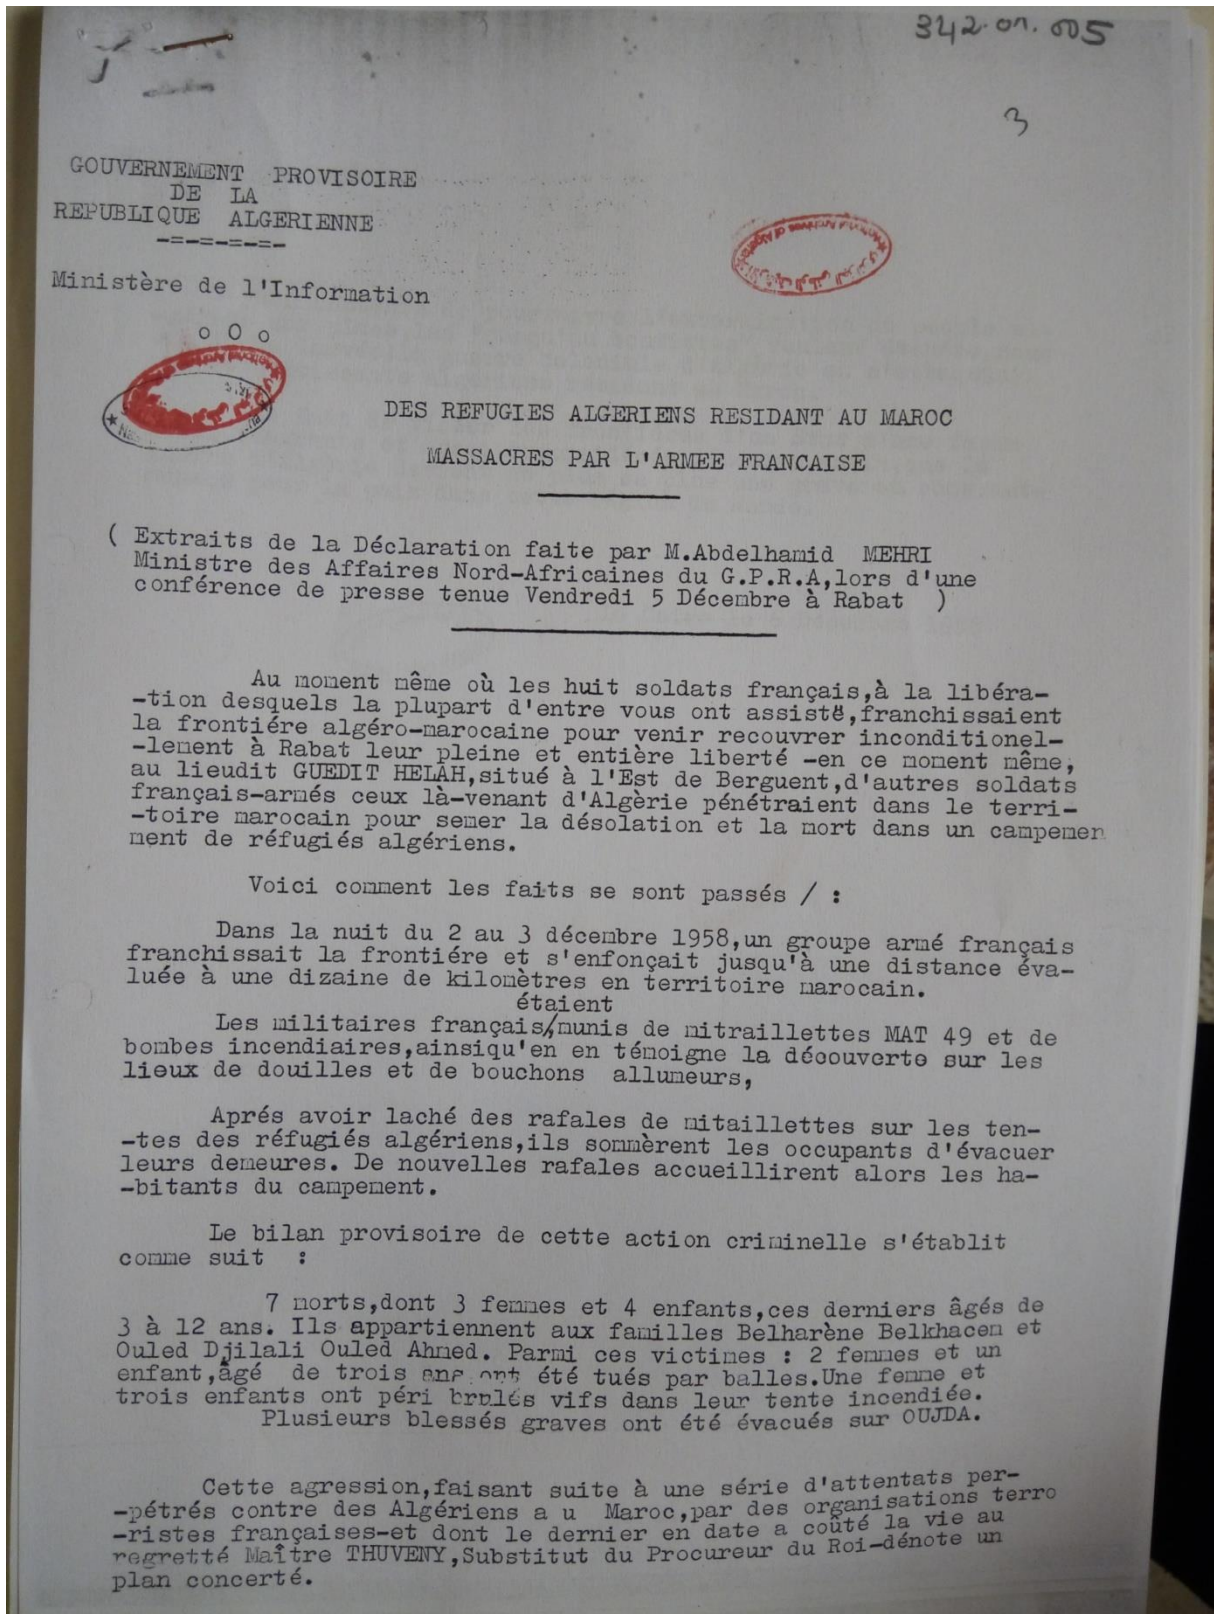 342.01.005
3
GOUVERNEMENT PROVISOIRE
DE LA
REPUBLIQUE ALGERIENNE
-=-=-=-=-
Ministère de l'Information
o O o
DES REFUGIES ALGERIENS RESIDANT AU MAROC
MASSACRES PAR L'ARMEE FRANCAISE
( Extraits de la Déclaration faite par M.Abdelhamid MEHRI
Ministre des Affaires Nord-Africaines du G.P.R.A,lors d'une
conférence de presse tenue Vendredi 5 Décembre à Rabat )
Au moment même où les huit soldats français,à la libéra-
-tion desquels la plupart d'entre vous ont assisté,franchissaient
la frontiére algéro-marocaine pour venir recouvrer inconditionel-
-lement à Rabat leur pleine et entière liberté -en ce moment même,
au lieudit GUEDIT HELAH,situé à l'Est de Berguent,d'autres soldats
français-armés ceux là-venant d'Algèrie pénétraient dans le terri-
-toire marocain pour semer la désolation et la mort dans un campemen
ment de réfugiés algériens.
Voici comment les faits se sont passés / :
Dans la nuit du 2 au 3 décembre 1958,un groupe armé français
franchissait la frontiére et s'enfonçait jusqu'à une distance éva-
luée à une dizaine de kilomètres en territoire marocain.
étaient
Les militaires français/munis de mitraillettes MAT 49 et de
bombes incendiaires,ainsiqu'en en témoigne la découverte sur les
lieux de douilles et de bouchons allumeurs,
Aprés avoir laché des rafales de mitaillettes sur les ten-
-tes des réfugiés algériens,ils sommèrent les occupants d'évacuer
leurs demeures. De nouvelles rafales accueillirent alors les ha-
-bitants du campement.
Le bilan provisoire de cette action criminelle s'établit
comme suit :
7 morts,dont 3 femmes et 4 enfants,ces derniers âgés de
3 à 12 ans. Ils appartiennent aux familles Belharène Belkhacem et
Ouled Djilali Ouled Ahmed. Parmi ces victimes : 2 femmes et un
enfant,âgé de trois ans ont été tués par balles.Une femme et
trois enfants ont péri brulés vifs dans leur tente incendiée.
Plusieurs blessés graves ont été évacués sur OUJDA.
Cette agression,faisant suite à une série d'attentats per-
-pétrés contre des Algériens a u Maroc,par des organisations terro
-ristes françaises-et dont le dernier en date a coûté la vie au
regretté Maître THUVENY,Substitut du Procureur du Roi-dénote un
plan concerté.